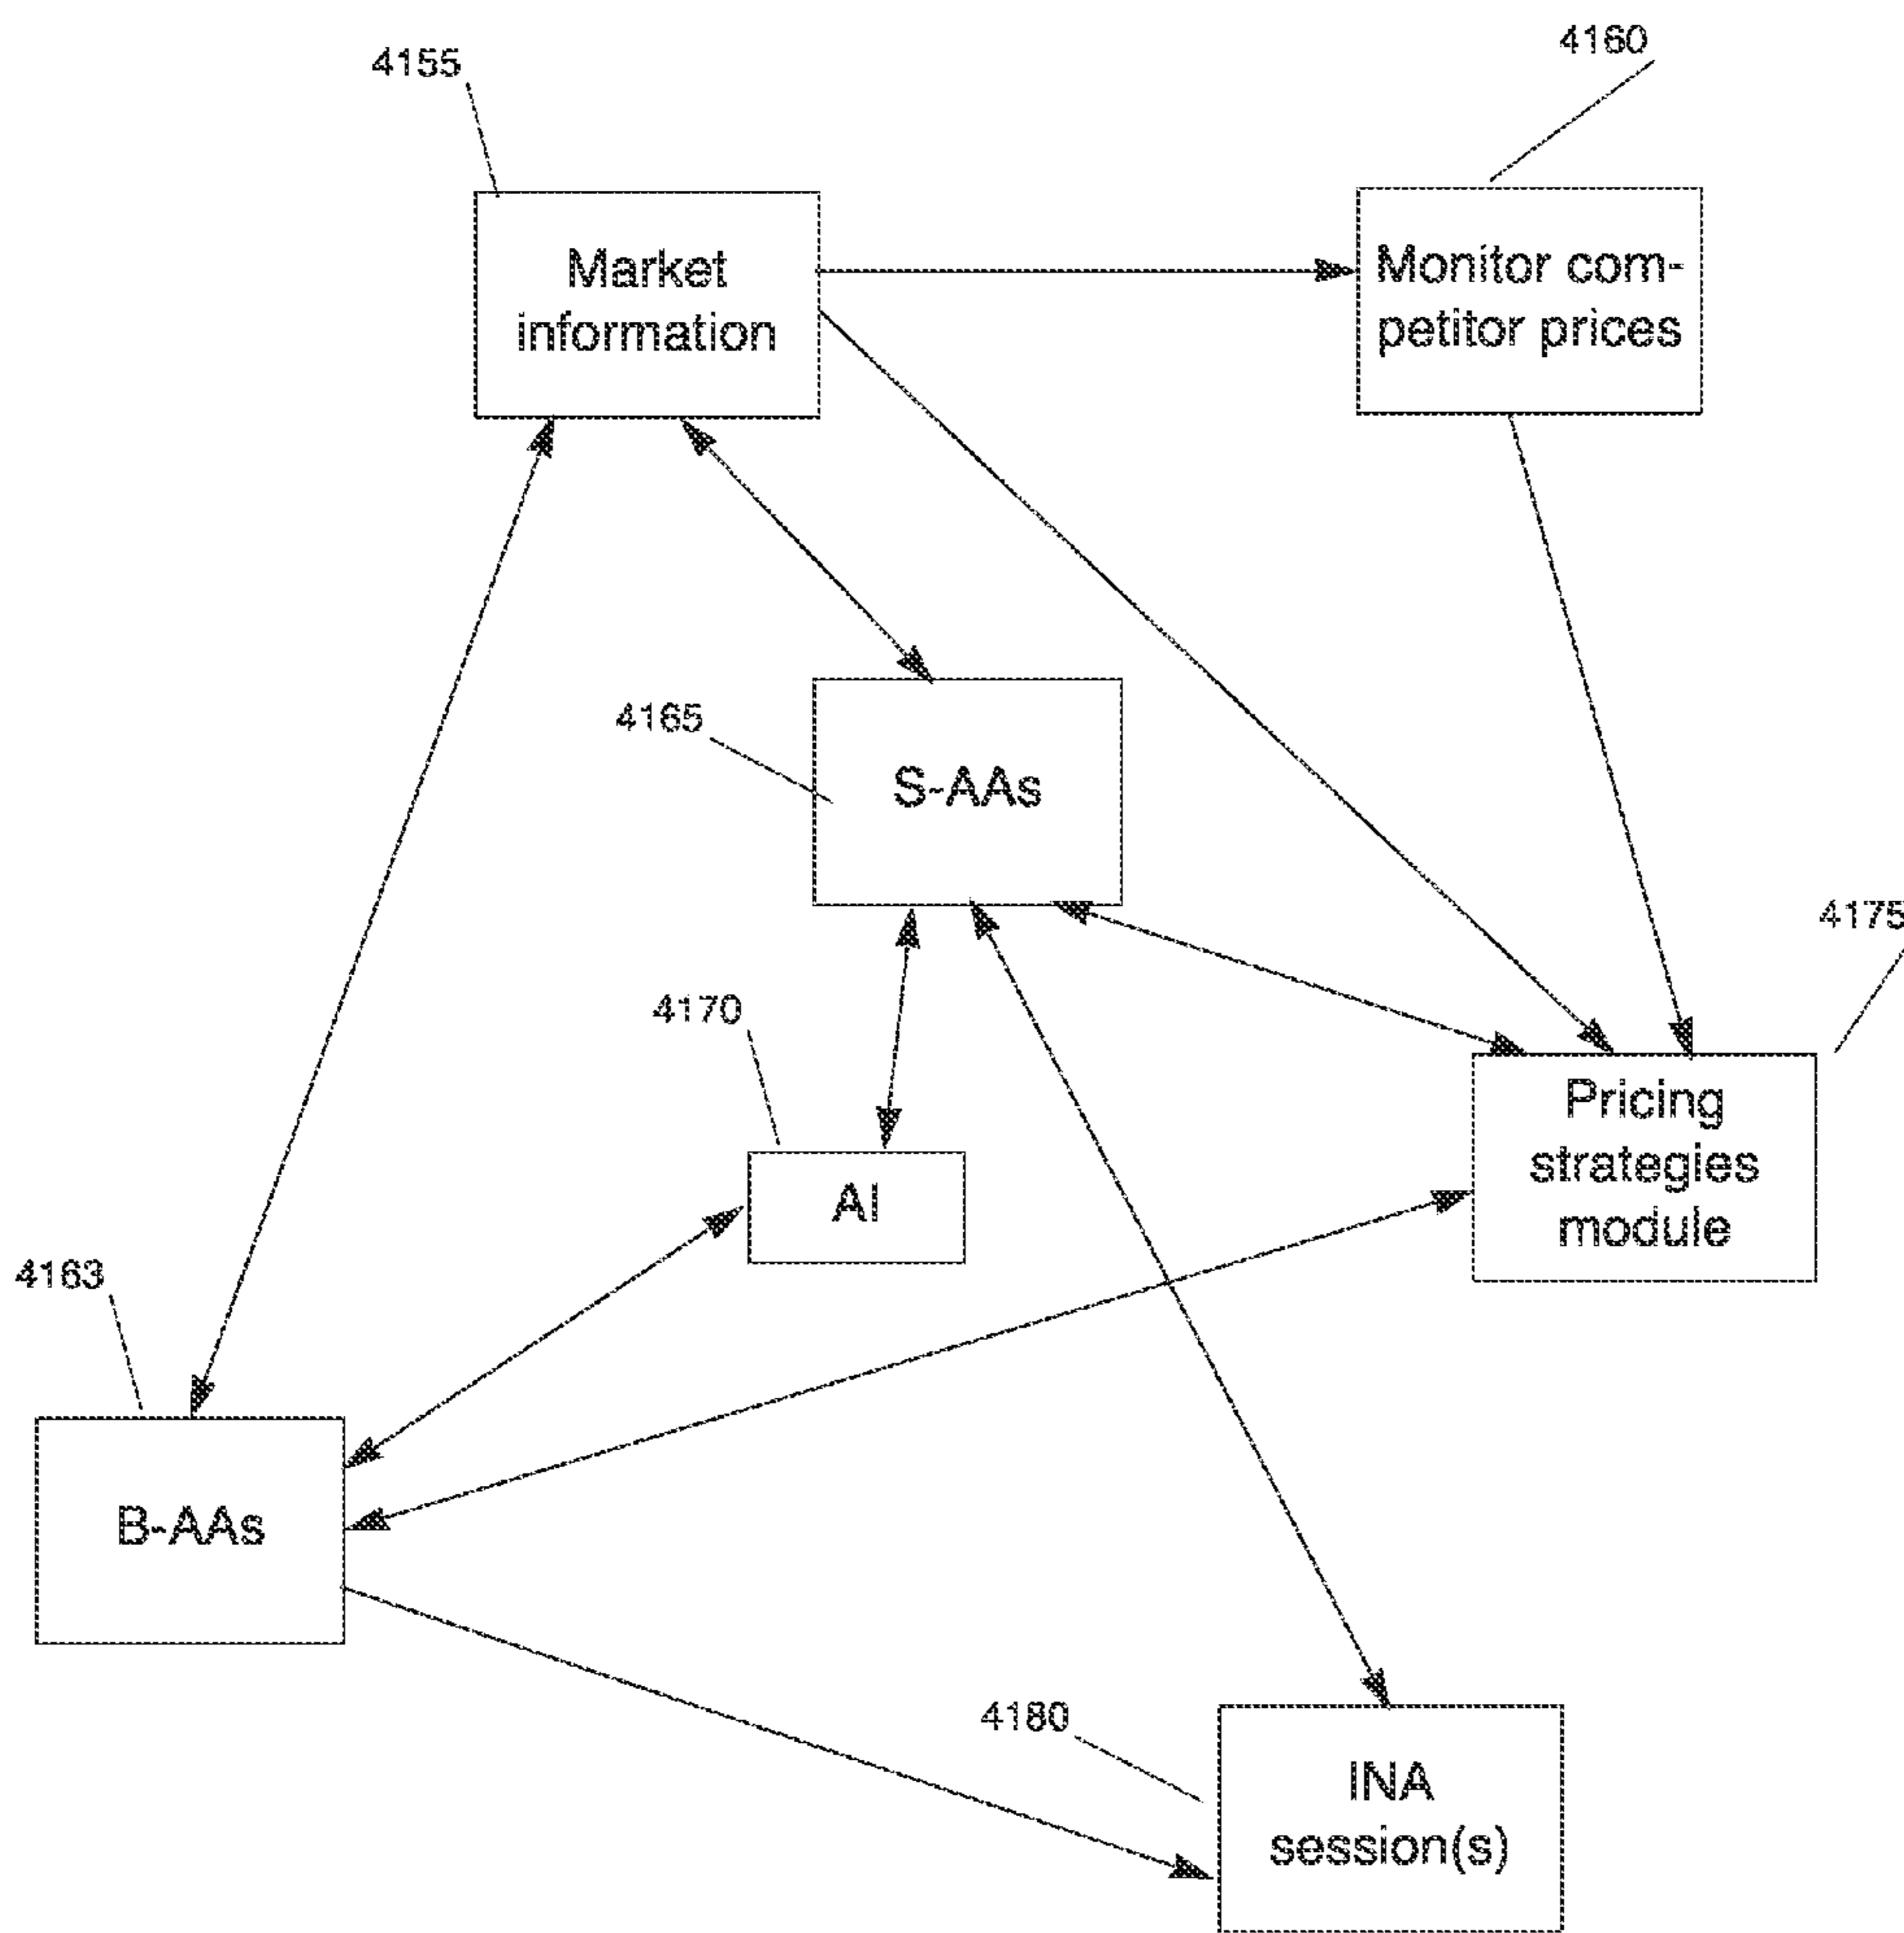 4155
4160
Market
information
Monitor com-
petitor prices
4165
S-AAs
4175
4170
AI
Pricing
strategies
module
4163
B-AAs
4180
INA
session(s)